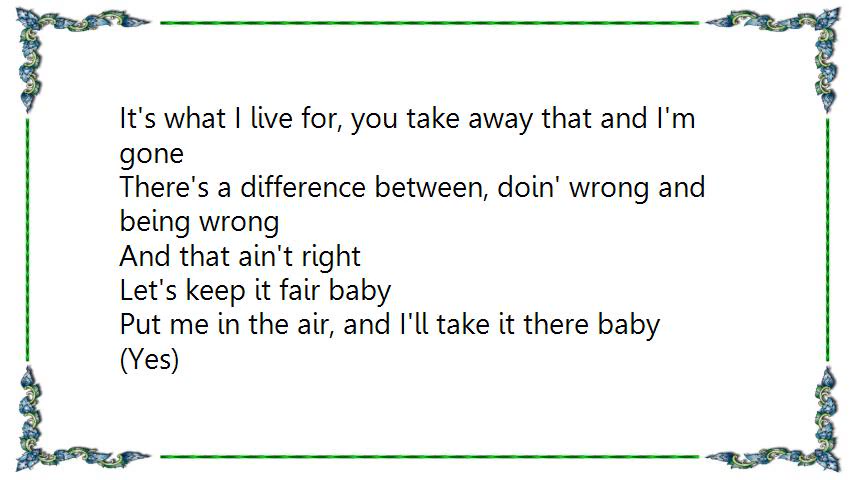 It's what I live for, you take away that and I'm
gone
There's a difference between, doin' wrong and
being wrong
And that ain't right
Let's keep it fair baby
Put me in the air, and I'll take it there baby
(Yes)